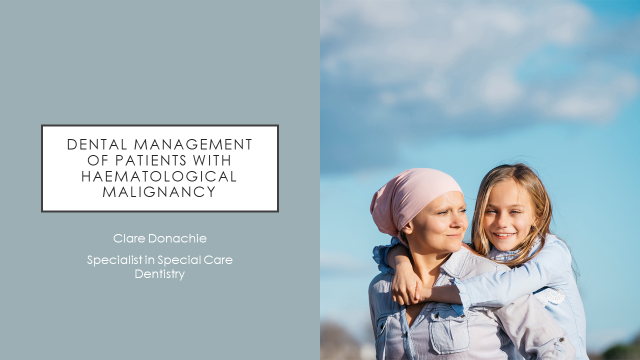 DENTAL MANAGEMENT
OF PATIENTS WITH
HAEMATOLOGICAL
MALIGNANCY
Clare Donachie
Specialist in Special Care
Dentistry